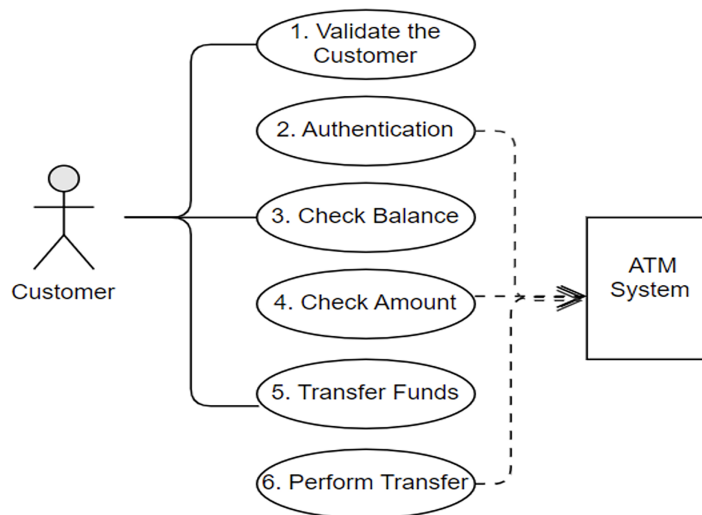 1. Validate the
Customer
2. Authentication
3. Check Balance
4. Check Amount
5. Transfer Funds
6. Perform Transfer
Customer
ATM
System